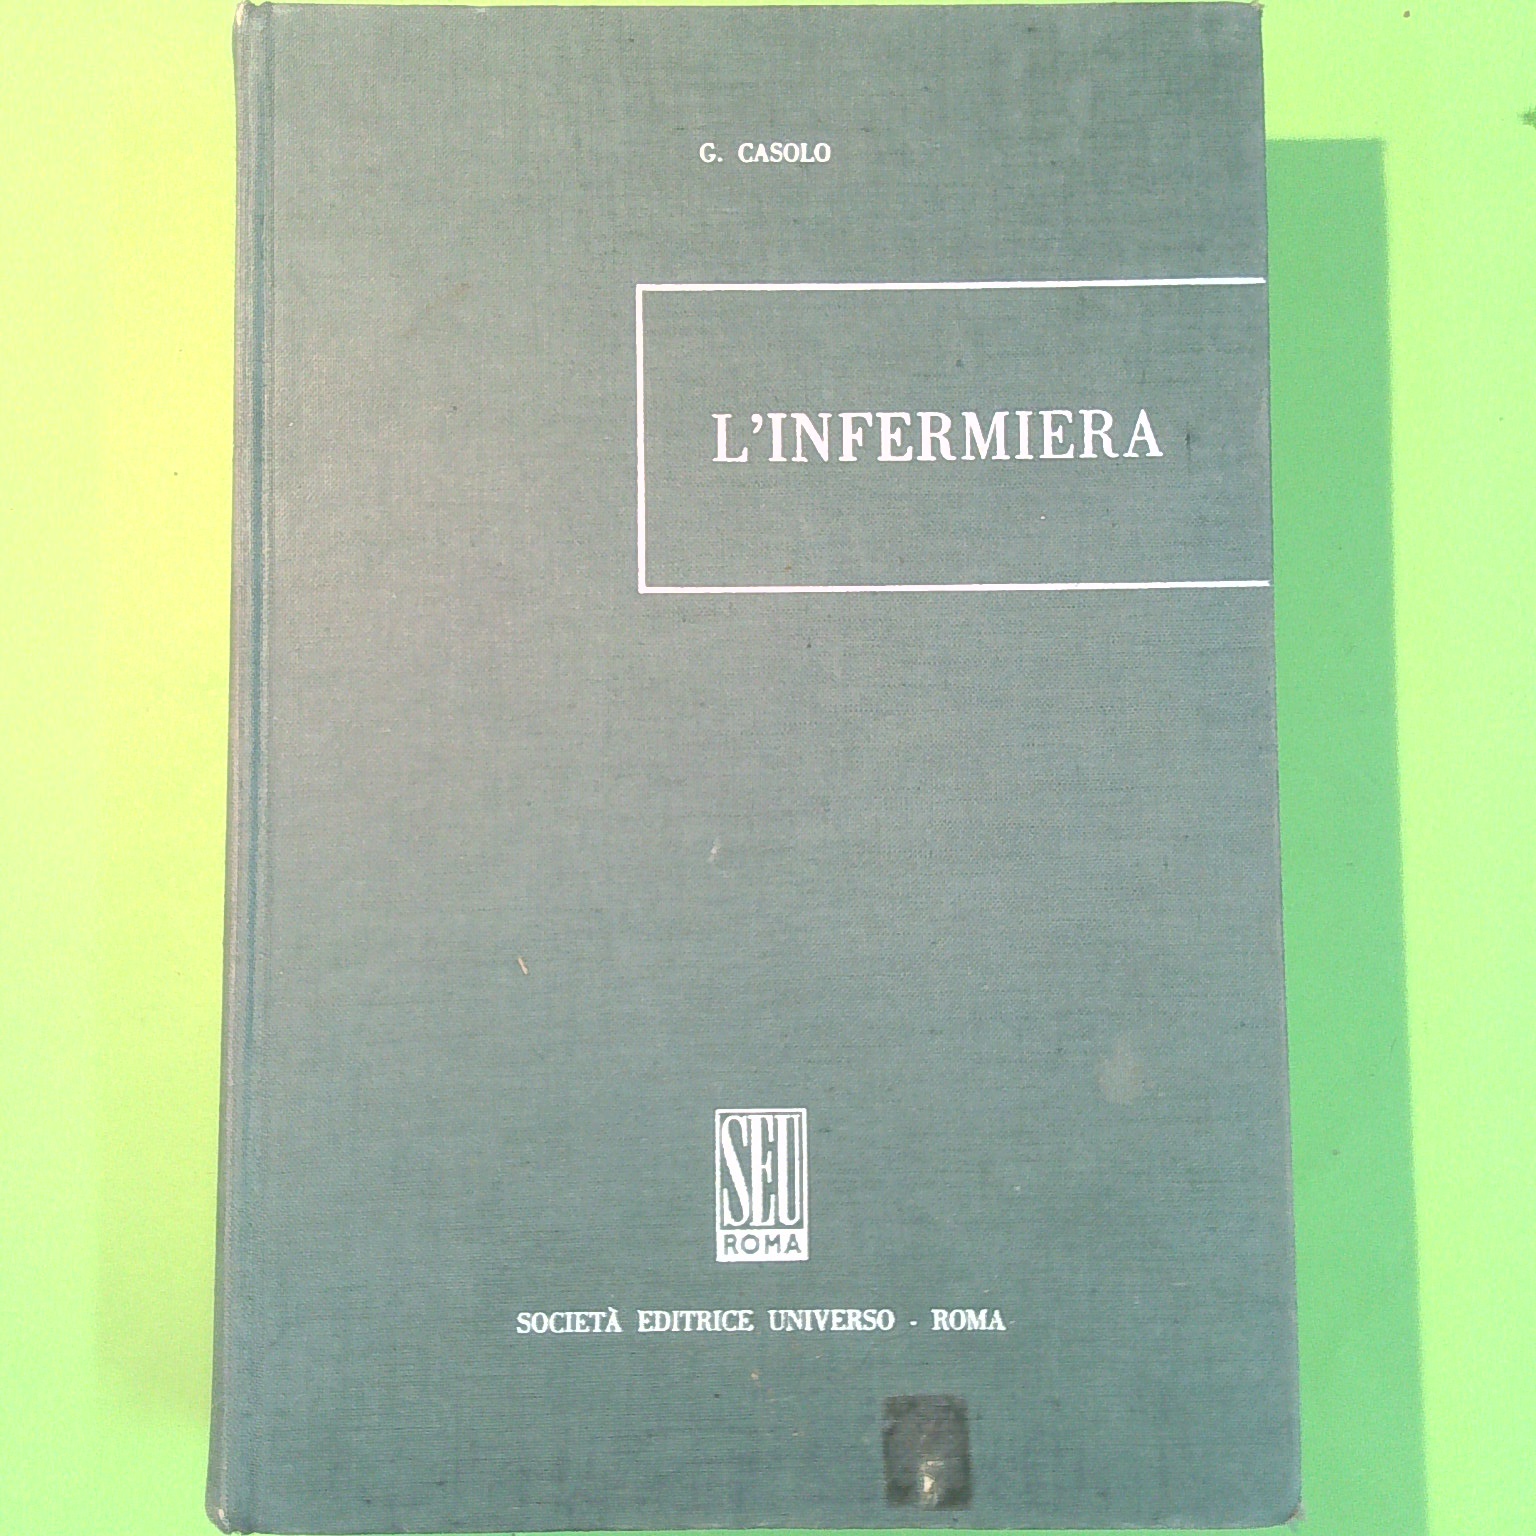 G. CASOLO
L'INFERMIERA
SEU
ROMA
SOCIETÀ EDITRICE UNIVERSO - ROMA